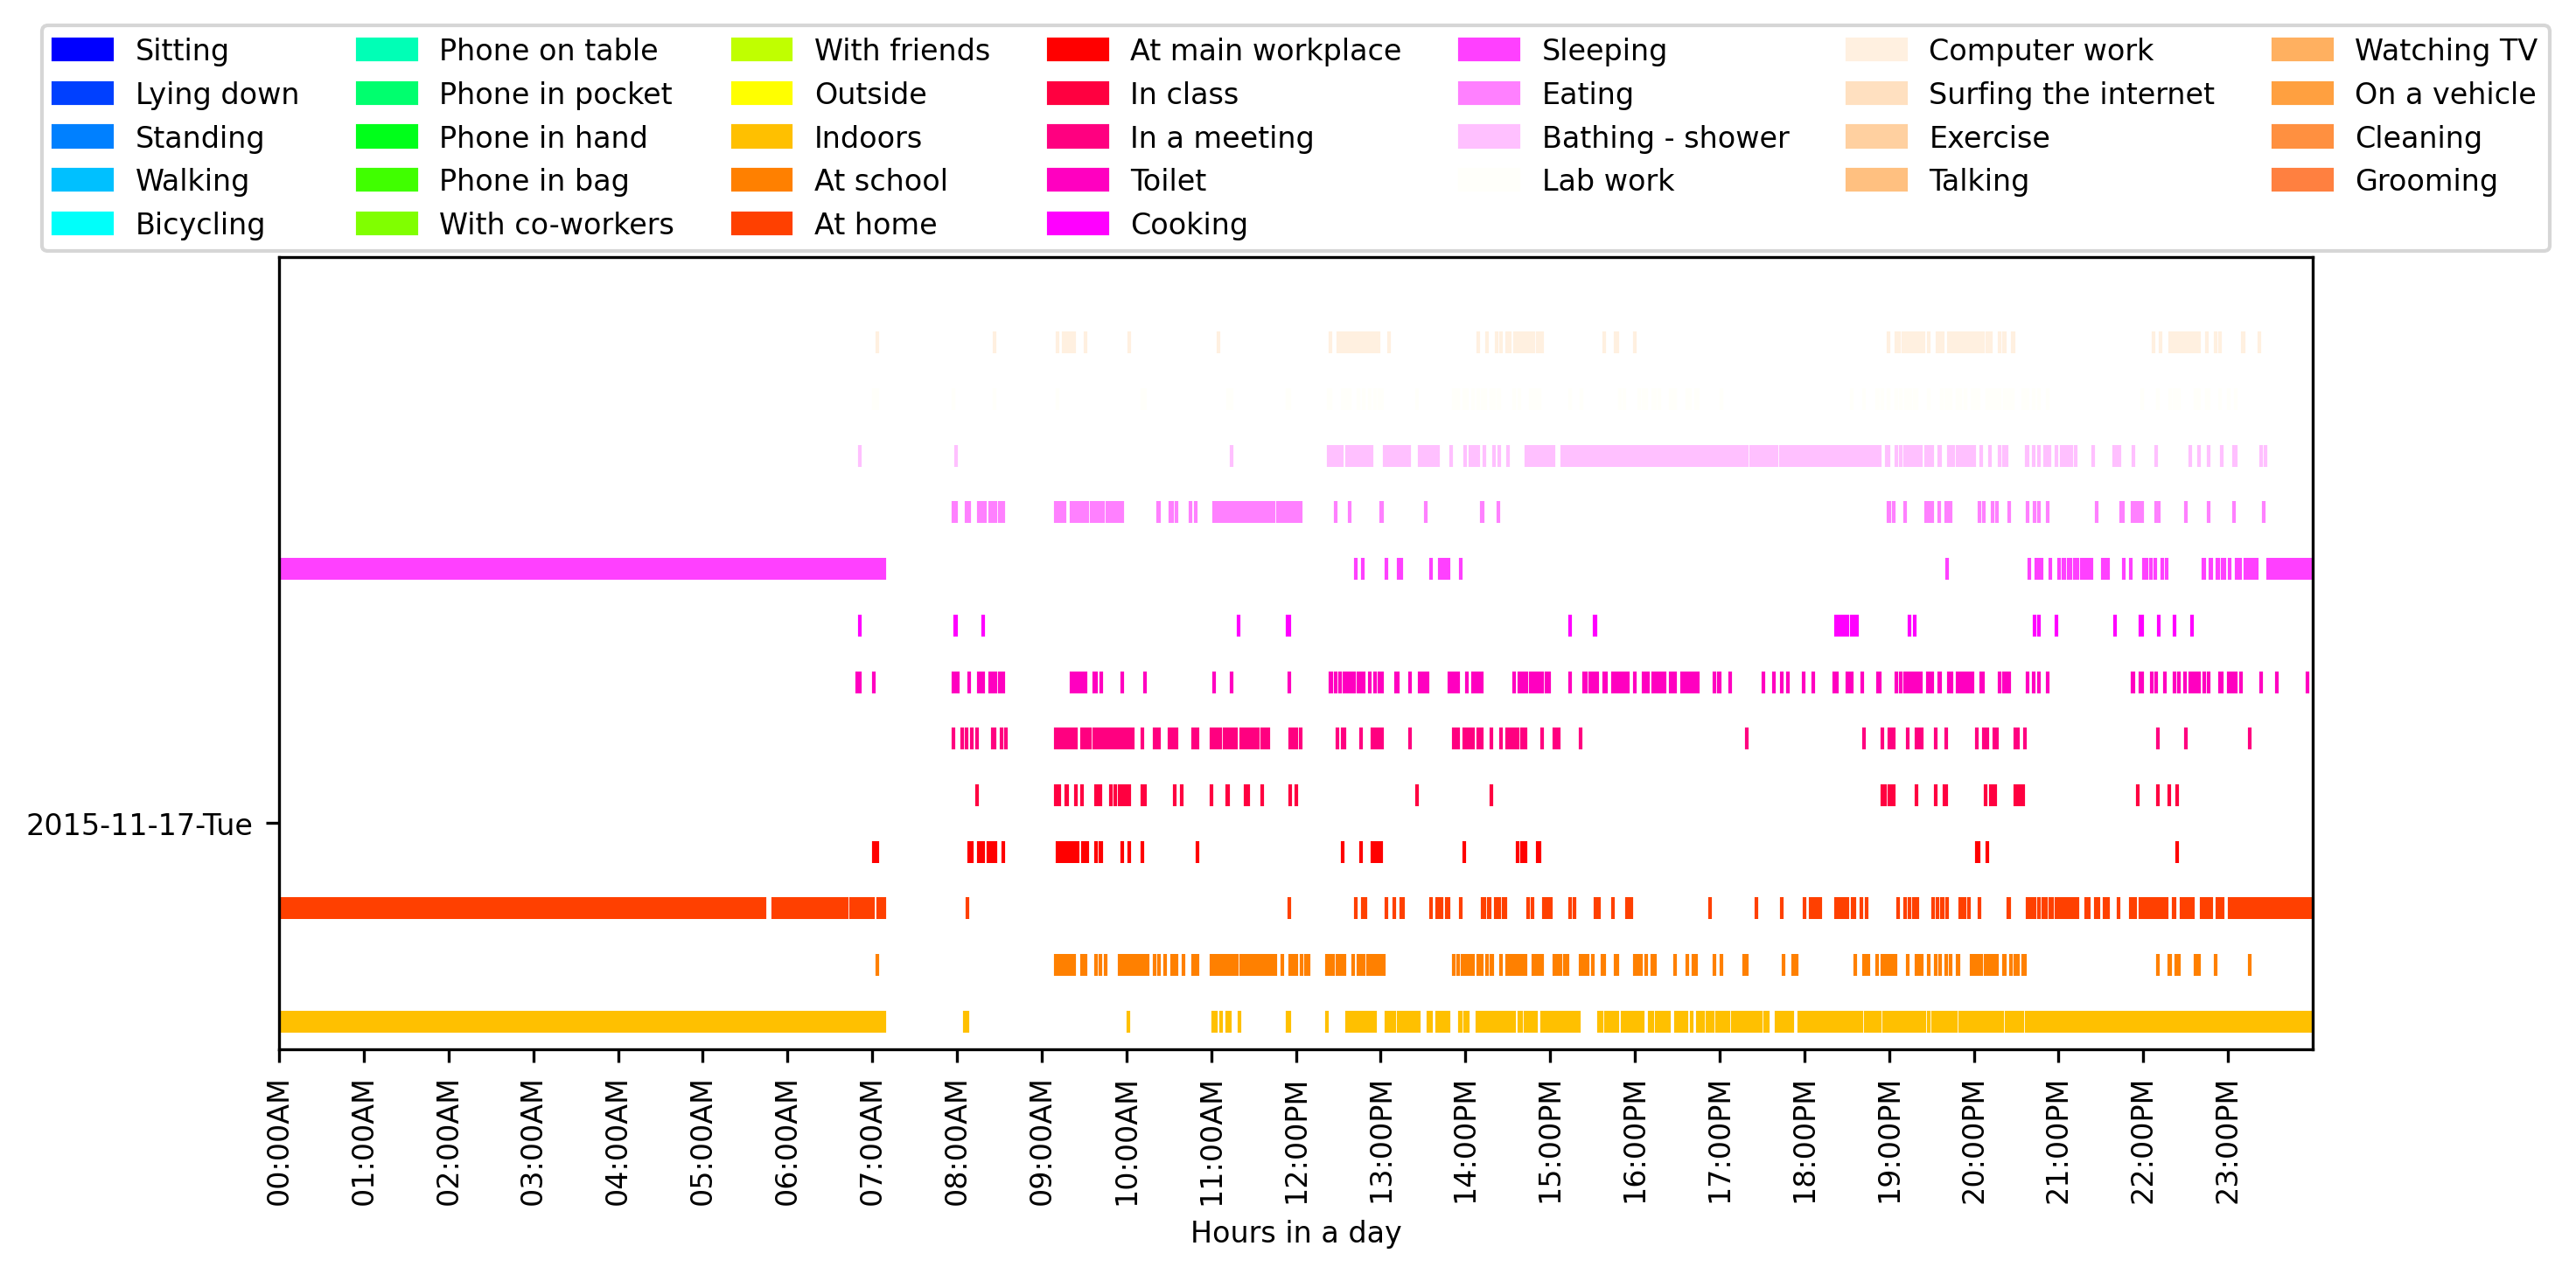 Sitting
Lying down
Standing
Walking
Bicycling
Phone on table
Phone in pocket
Phone in hand
Phone in bag
With co-workers
With friends
Outside
Indoors
At school
At home
At main workplace
In class
In a meeting
Toilet
Cooking
Sleeping
Eating
Bathing - shower
Lab work
Computer work
Surfing the internet
Exercise
Talking
Watching TV
On a vehicle
Cleaning
Grooming
2015-11-17-Tue
00:00AM
01:00AM
02:00AM
03:00AM
04:00AM
05:00AM
06:00AM
07:00AM
08:00AM
09:00AM
10:00AM
11:00AM
12:00PM
13:00PM
14:00PM
15:00PM
16:00PM
17:00PM
18:00PM
19:00PM
20:00PM
21:00PM
22:00PM
23:00PM
Hours in a day